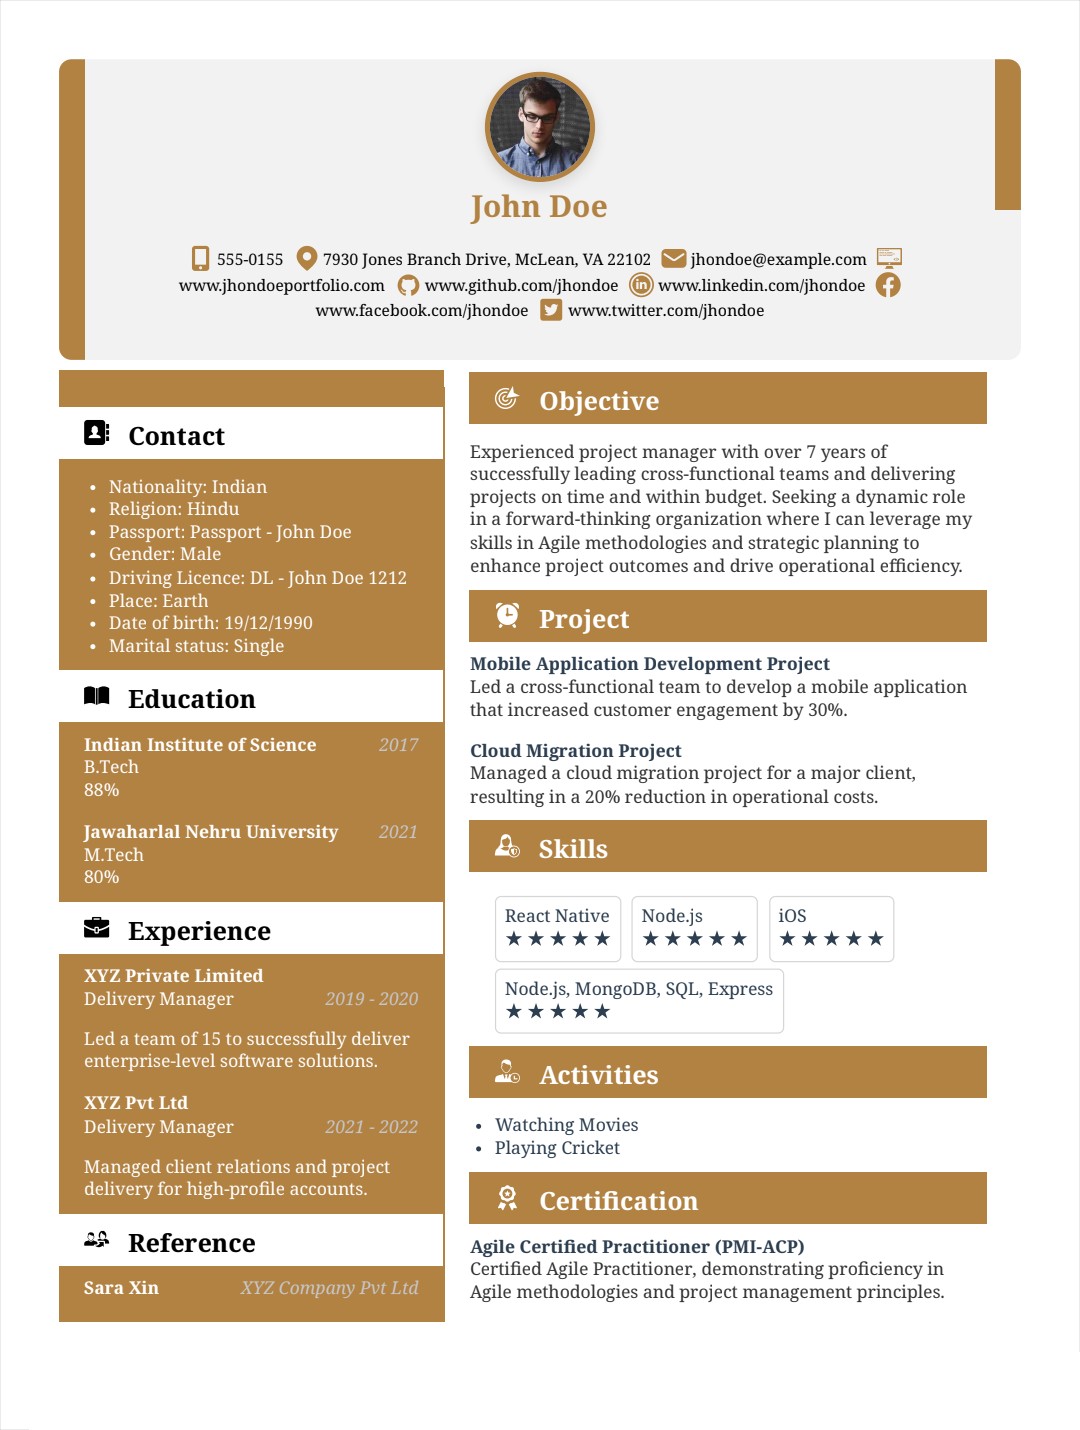 John Doe
555-0155 7930 Jones Branch Drive, McLean, VA 22102 jhondoe@example.com
www.jhondoeportfolio.com www.github.com/jhondoe www.linkedin.com/jhondoe
www.facebook.com/jhondoe www.twitter.com/jhondoe
Contact
• Nationality: Indian
• Religion: Hindu
• Passport: Passport - John Doe
• Gender: Male
• Driving Licence: DL - John Doe 1212
• Place: Earth
• Date of birth: 19/12/1990
• Marital status: Single
Education
Indian Institute of Science 2017
B.Tech
88%
Jawaharlal Nehru University 2021
M.Tech
80%
Experience
XYZ Private Limited
Delivery Manager 2019 - 2020
Led a team of 15 to successfully deliver
enterprise-level software solutions.
XYZ Pvt Ltd
Delivery Manager 2021 - 2022
Managed client relations and project
delivery for high-profile accounts.
Reference
Sara Xin XYZ Company Pvt Ltd
Objective
Experienced project manager with over 7 years of
successfully leading cross-functional teams and delivering
projects on time and within budget. Seeking a dynamic role
in a forward-thinking organization where I can leverage my
skills in Agile methodologies and strategic planning to
enhance project outcomes and drive operational efficiency.
Project
Mobile Application Development Project
Led a cross-functional team to develop a mobile application
that increased customer engagement by 30%.
Cloud Migration Project
Managed a cloud migration project for a major client,
resulting in a 20% reduction in operational costs.
Skills
React Native Node.js iOS
★★★★★ ★★★★★ ★★★★★
Node.js, MongoDB, SQL, Express
★★★★★
Activities
• Watching Movies
• Playing Cricket
Certification
Agile Certified Practitioner (PMI-ACP)
Certified Agile Practitioner, demonstrating proficiency in
Agile methodologies and project management principles.